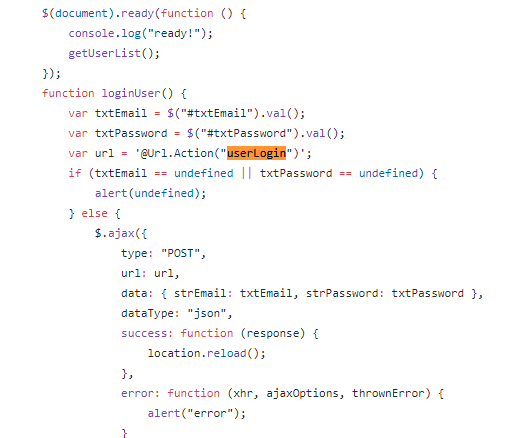 $(document).ready(function () {
console.log("ready!");
getUserList();
});
function loginUser() {
var txtEmail = $("#txtEmail").val();
var txtPassword = $("#txtPassword").val();
var url = '@Url.Action("userLogin")';
if (txtEmail == undefined || txtPassword == undefined) {
alert(undefined);
} else {
$.ajax({
type: "POST",
url: url,
data: { strEmail: txtEmail, strPassword: txtPassword },
dataType: "json",
success: function (response) {
location.reload();
},
error: function (xhr, ajaxOptions, thrownError) {
alert("error");
}